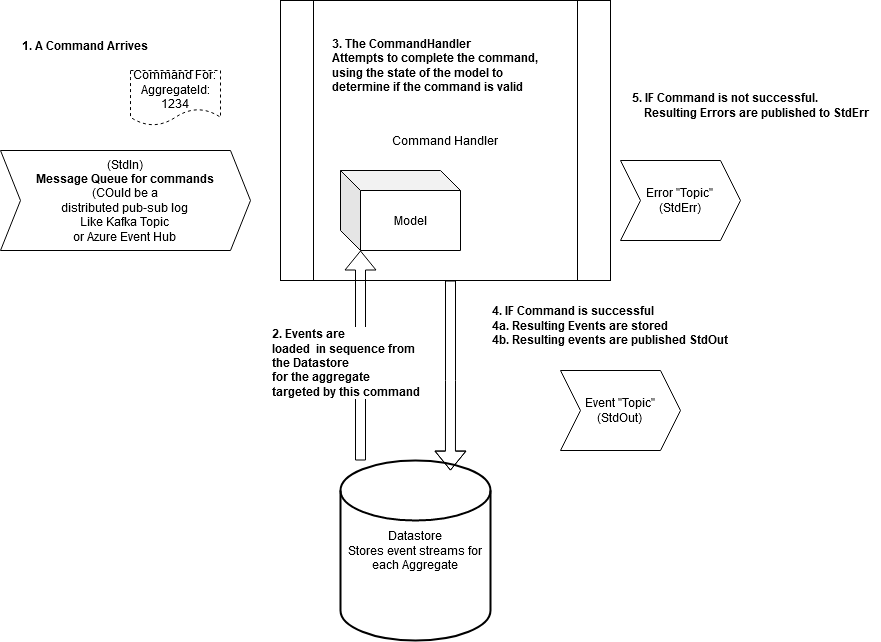 1. A Command Arrives
Command For:
AggregateId:
1234
(StdIn)
Message Queue for commands
(COuld be a
distributed pub-sub log
Like Kafka Topic
or Azure Event Hub
3. The CommandHandler
Attempts to complete the command,
using the state of the model to
determine if the command is valid
Command Handler
Model
5. IF Command is not successful.
Resulting Errors are published to StdErr
Error "Topic"
(StdErr)
2. Events are
loaded in sequence from
the Datastore
for the aggregate
targeted by this command
4. IF Command is successful
4a. Resulting Events are stored
4b. Resulting events are published StdOut
Event "Topic"
(StdOut)
Datastore
Stores event streams for
each Aggregate